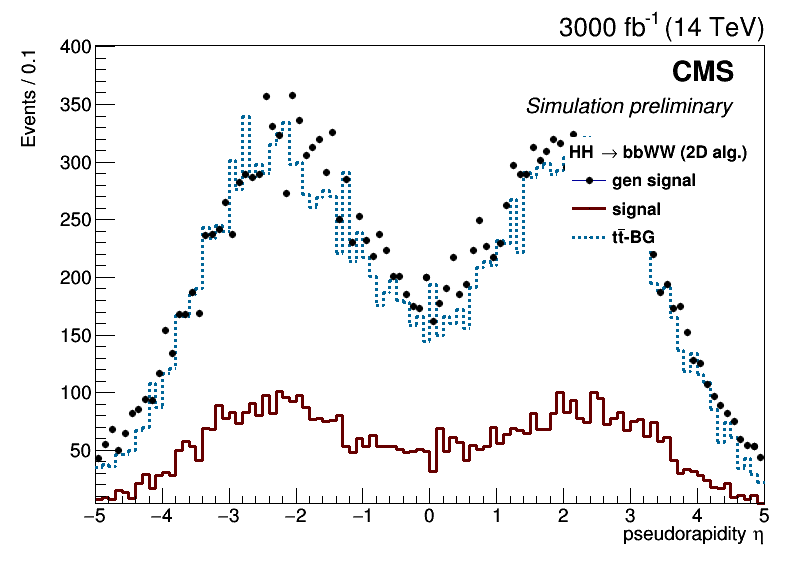 3000 fb⁻¹ (14 TeV)
CMS
Simulation preliminary
HH → bbWW (2D alg.)
gen signal
signal
tt̄-BG
Events / 0.1
400
350
300
250
200
150
100
50
−5 −4 −3 −2 −1 0 1 2 3 4 5
pseudorapidity η